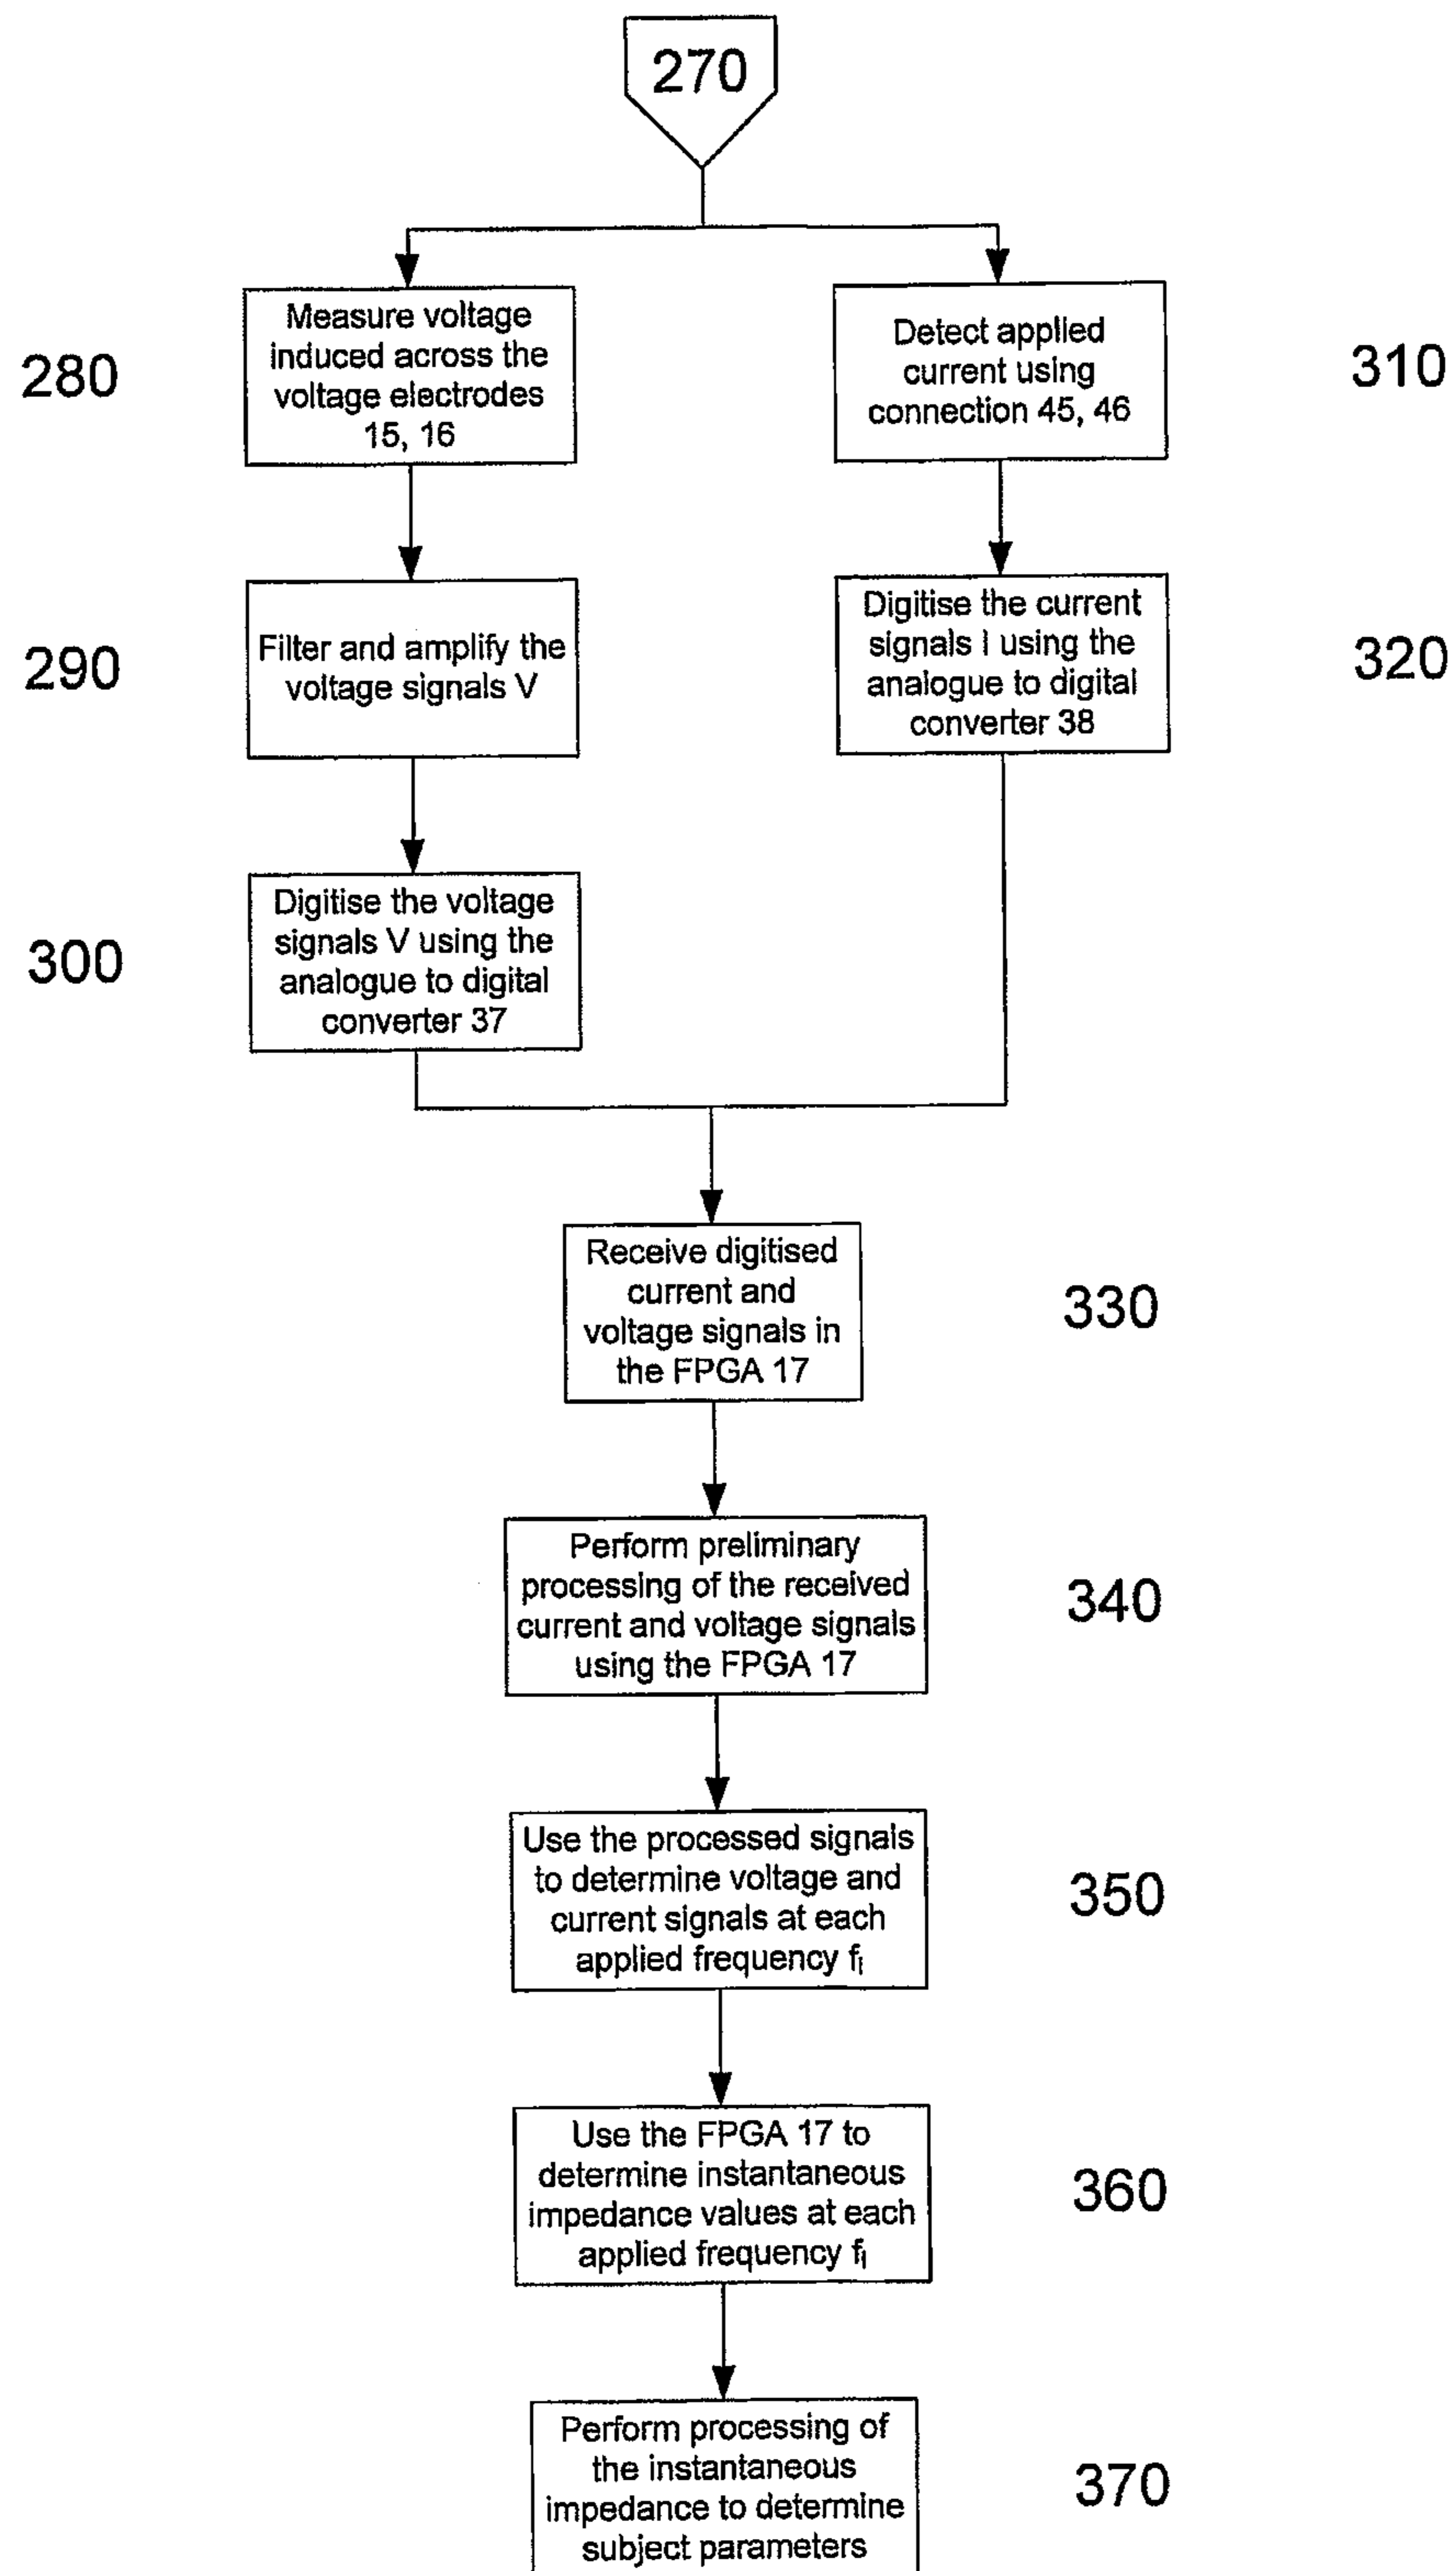 270
280
Measure voltage
induced across the
voltage electrodes
15, 16
Detect applied
current using
connection 45, 46
310
290
Filter and amplify the
voltage signals V
Digitise the current
signals I using the
analogue to digital
converter 38
320
300
Digitise the voltage
signals V using the
analogue to digital
converter 37
Receive digitised
current and
voltage signals in
the FPGA 17
330
Perform preliminary
processing of the received
current and voltage signals
using the FPGA 17
340
Use the processed signals
to determine voltage and
current signals at each
applied frequency fi
350
Use the FPGA 17 to
determine instantaneous
impedance values at each
applied frequency fi
360
Perform processing of
the instantaneous
impedance to determine
subject parameters
370